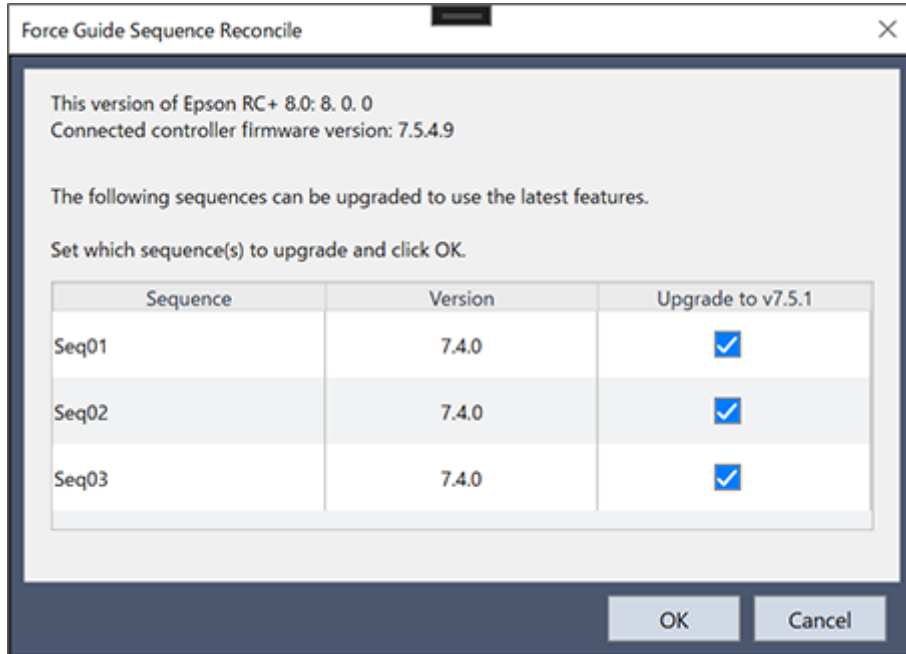 Force Guide Sequence Reconcile
This version of Epson RC+ 8.0: 8. 0. 0
Connected controller firmware version: 7.5.4.9
The following sequences can be upgraded to use the latest features.
Set which sequence(s) to upgrade and click OK.
Sequence Version Upgrade to v7.5.1
Seq01 7.4.0
Seq02 7.4.0
Seq03 7.4.0
OK Cancel